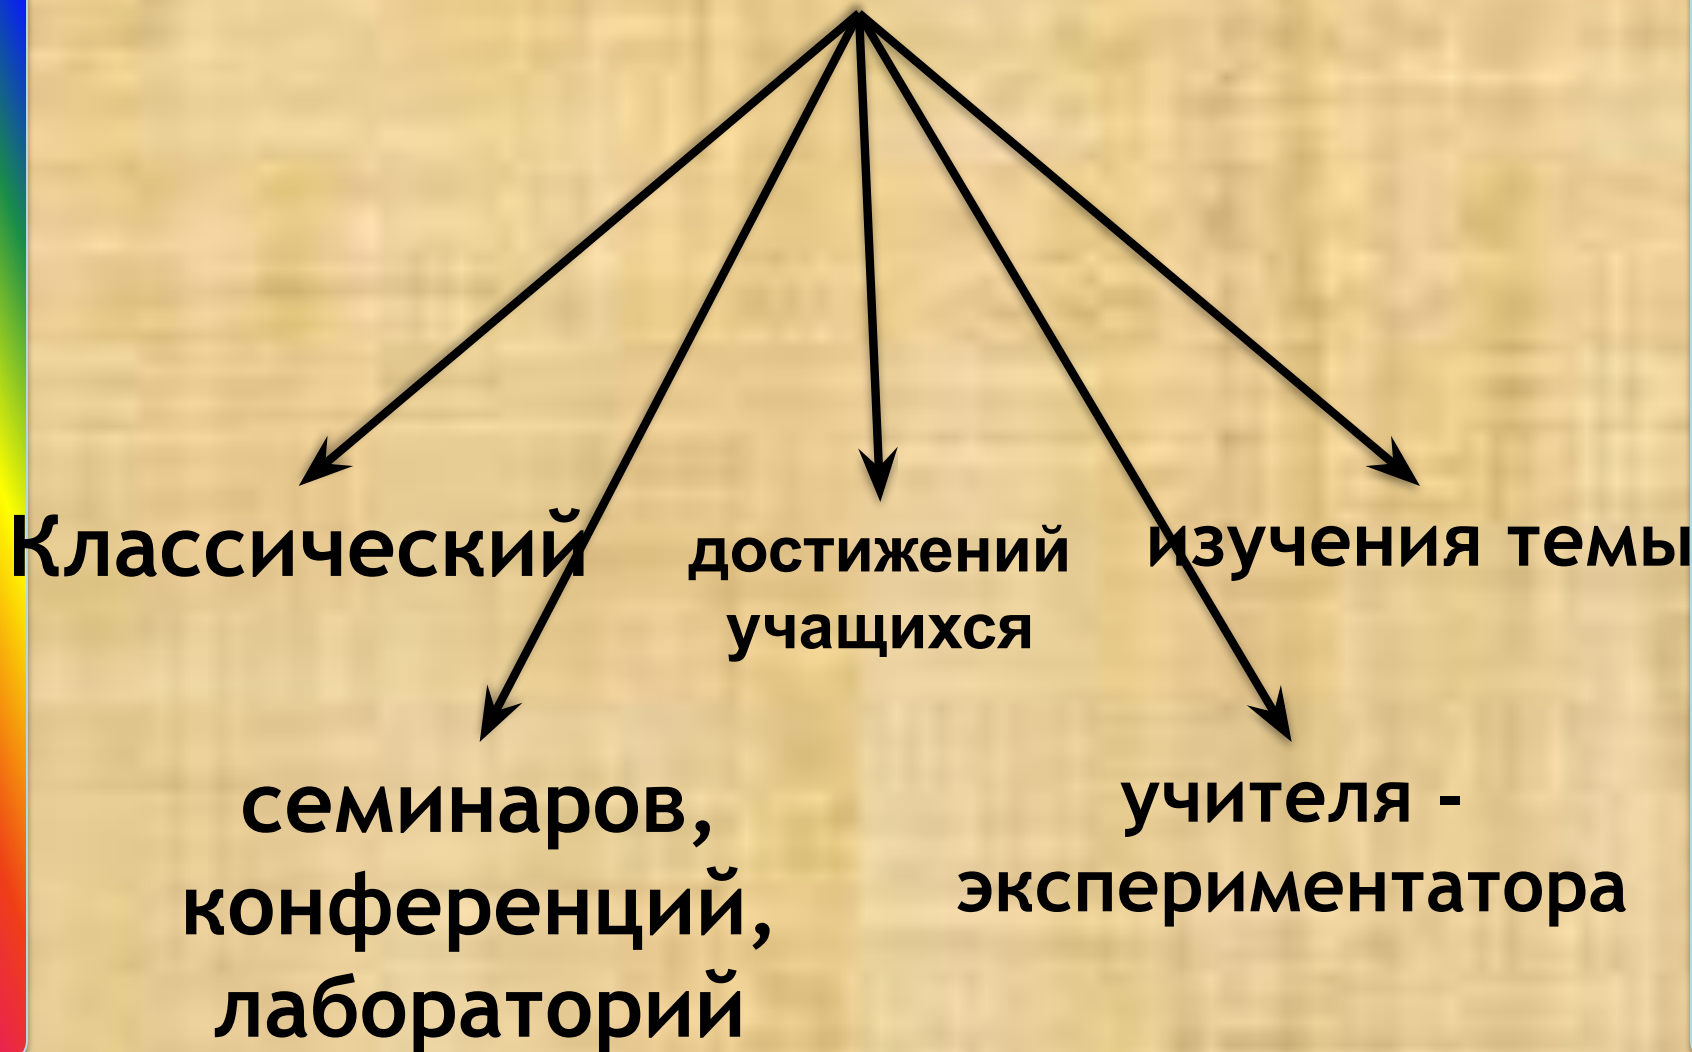 Классический
достижений
учащихся
изучения темы
семинаров,
конференций,
лабораторий
учителя -
экспериментатора